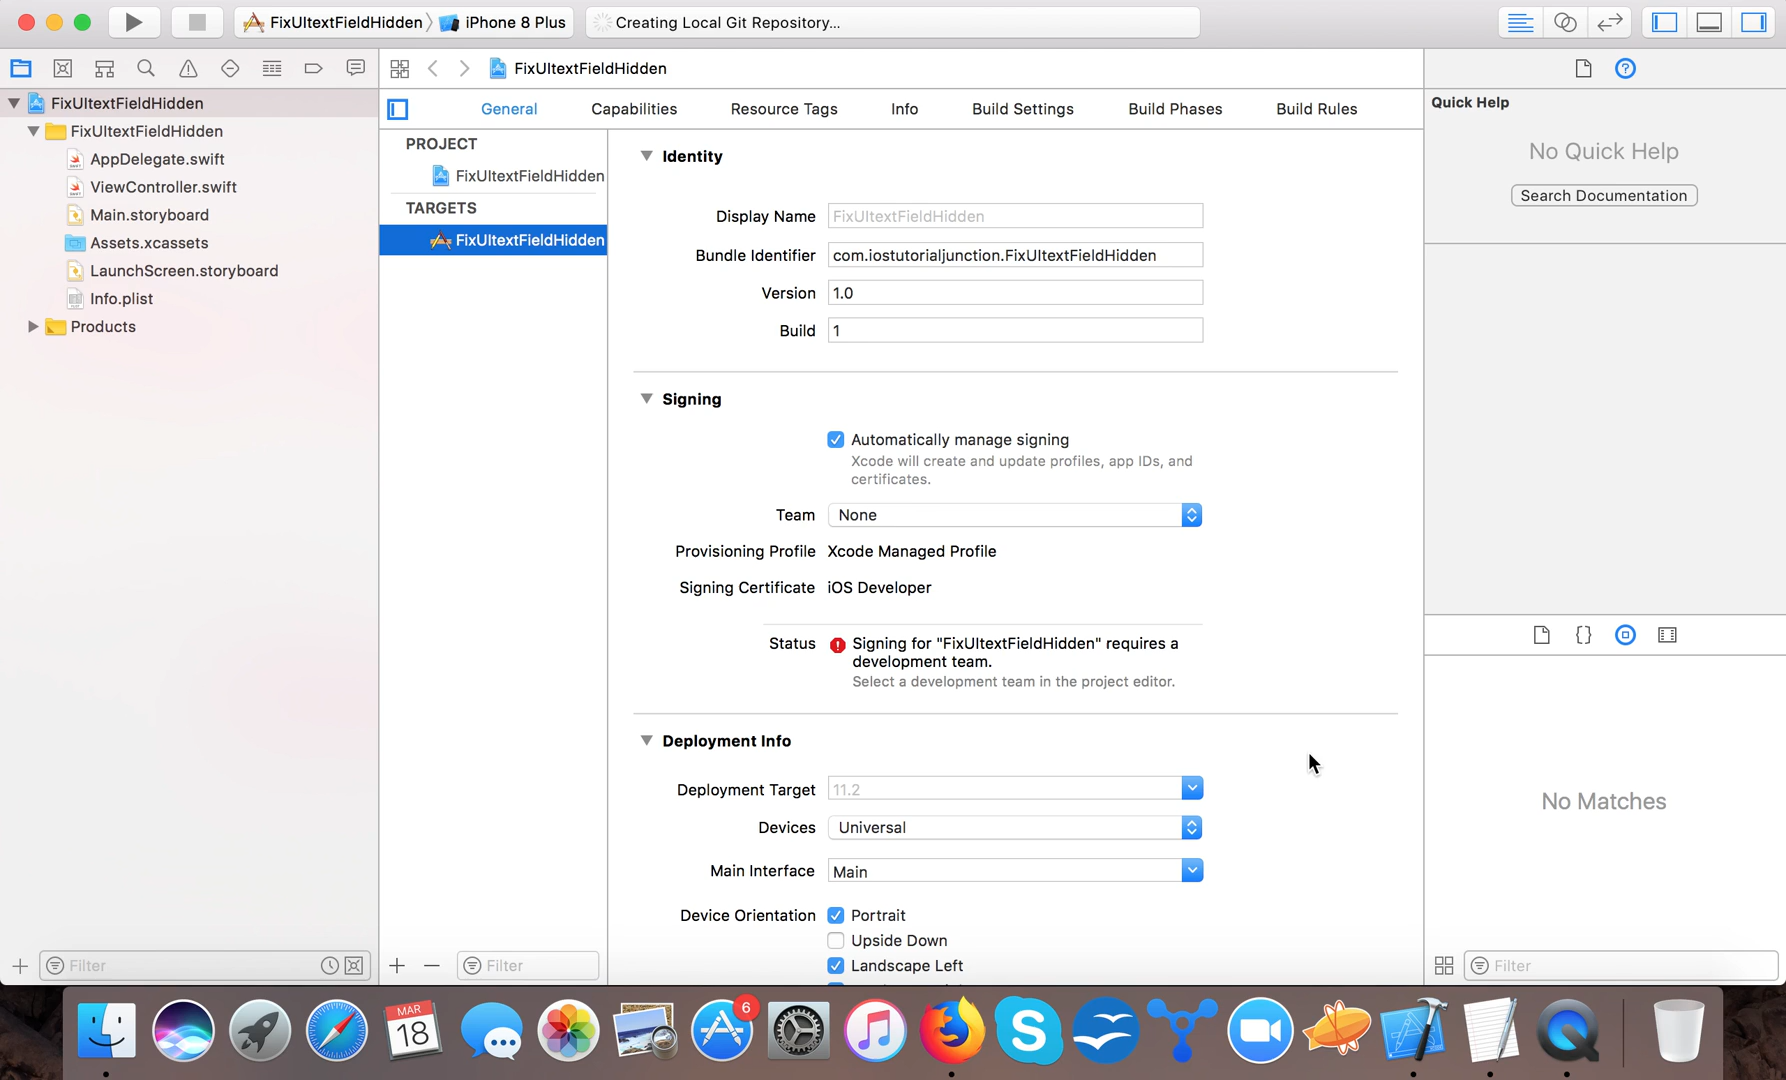 FixUItextFieldHidden
iPhone 8 Plus
Creating Local Git Repository...
FixUItextFieldHidden
FixUItextFieldHidden
AppDelegate.swift
ViewController.swift
Main.storyboard
Assets.xcassets
LaunchScreen.storyboard
Info.plist
Products
Filter
FixUItextFieldHidden
General
Capabilities
Resource Tags
Info
Build Settings
Build Phases
Build Rules
PROJECT
FixUItextFieldHidden
TARGETS
FixUItextFieldHidden
Filter
Identity
Display Name FixUItextFieldHidden
Bundle Identifier com.iostutorialjunction.FixUItextFieldHidden
Version 1.0
Build 1
Signing
Automatically manage signing
Xcode will create and update profiles, app IDs, and
certificates.
Team None
Provisioning Profile Xcode Managed Profile
Signing Certificate iOS Developer
Status Signing for "FixUItextFieldHidden" requires a
development team.
Select a development team in the project editor.
Deployment Info
Deployment Target 11.2
Devices Universal
Main Interface Main
Device Orientation Portrait
Upside Down
Landscape Left
Quick Help
No Quick Help
Search Documentation
No Matches
Filter
MAR
18
6